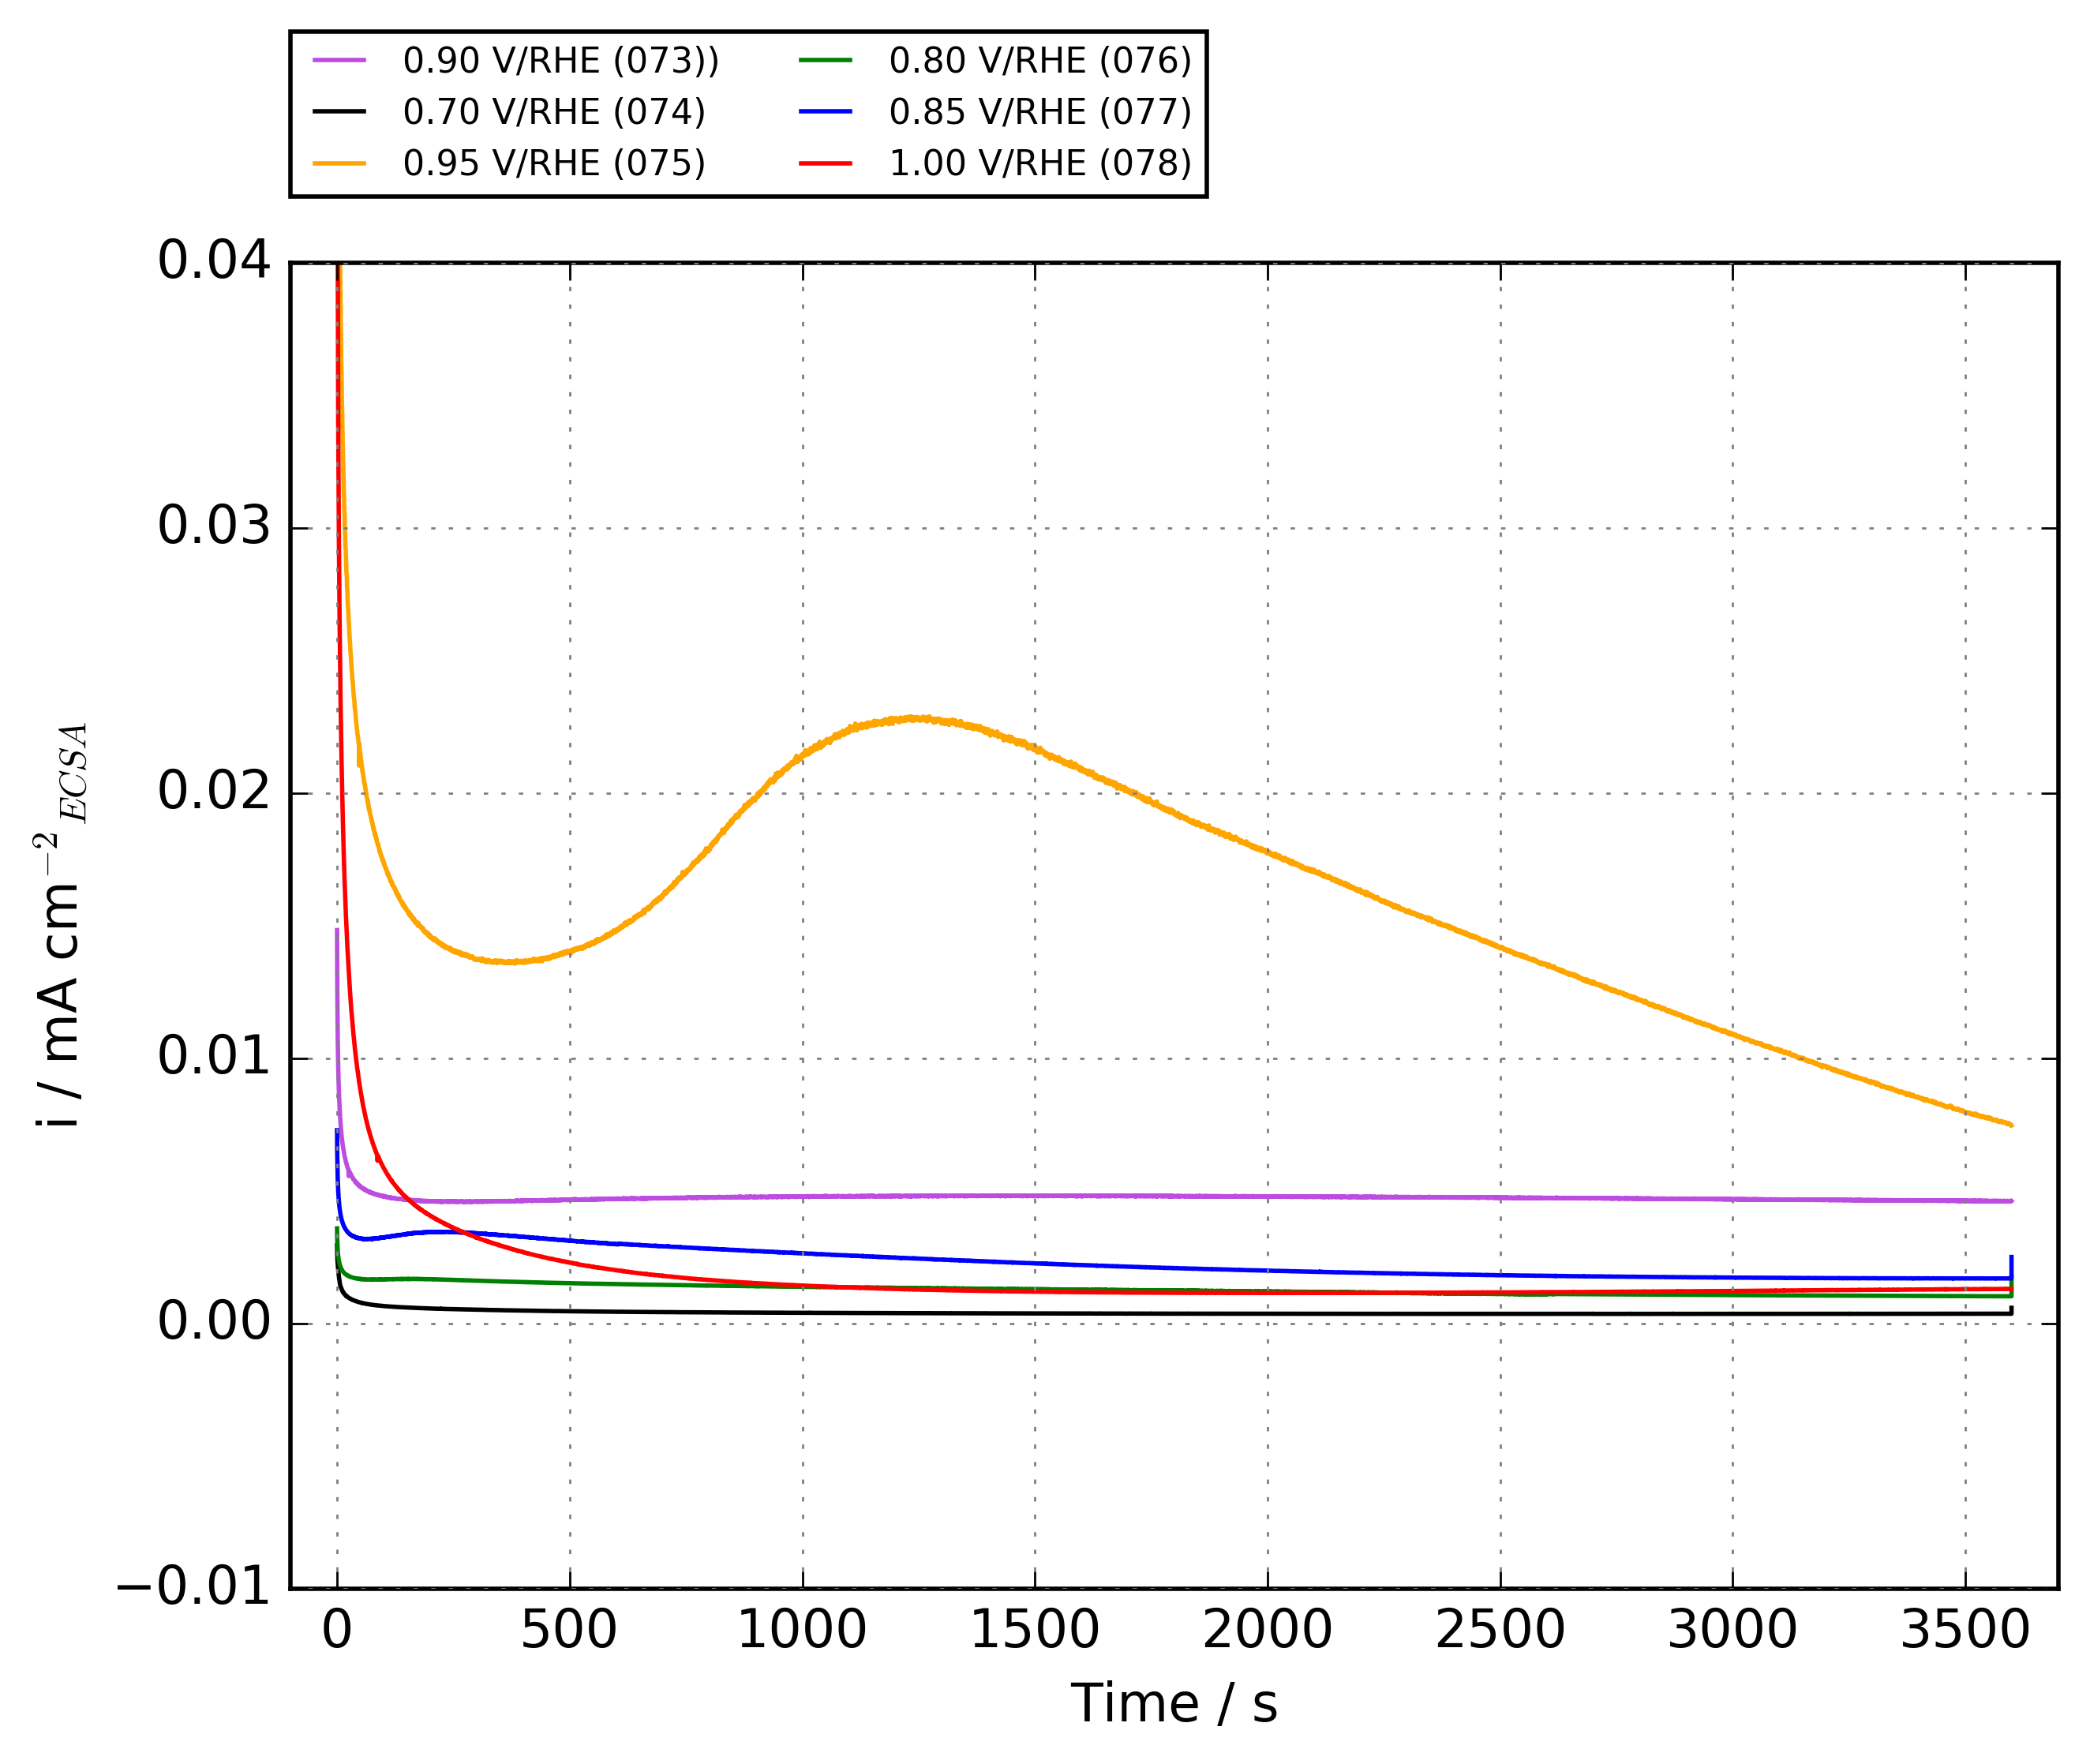 0.90 V/RHE (073))
0.70 V/RHE (074)
0.95 V/RHE (075)
0.80 V/RHE (076)
0.85 V/RHE (077)
1.00 V/RHE (078)
0.04
0.03
0.02
0.01
0.00
−0.01
i / mA cm⁻² ECSA
0 500 1000 1500 2000 2500 3000 3500
Time / s